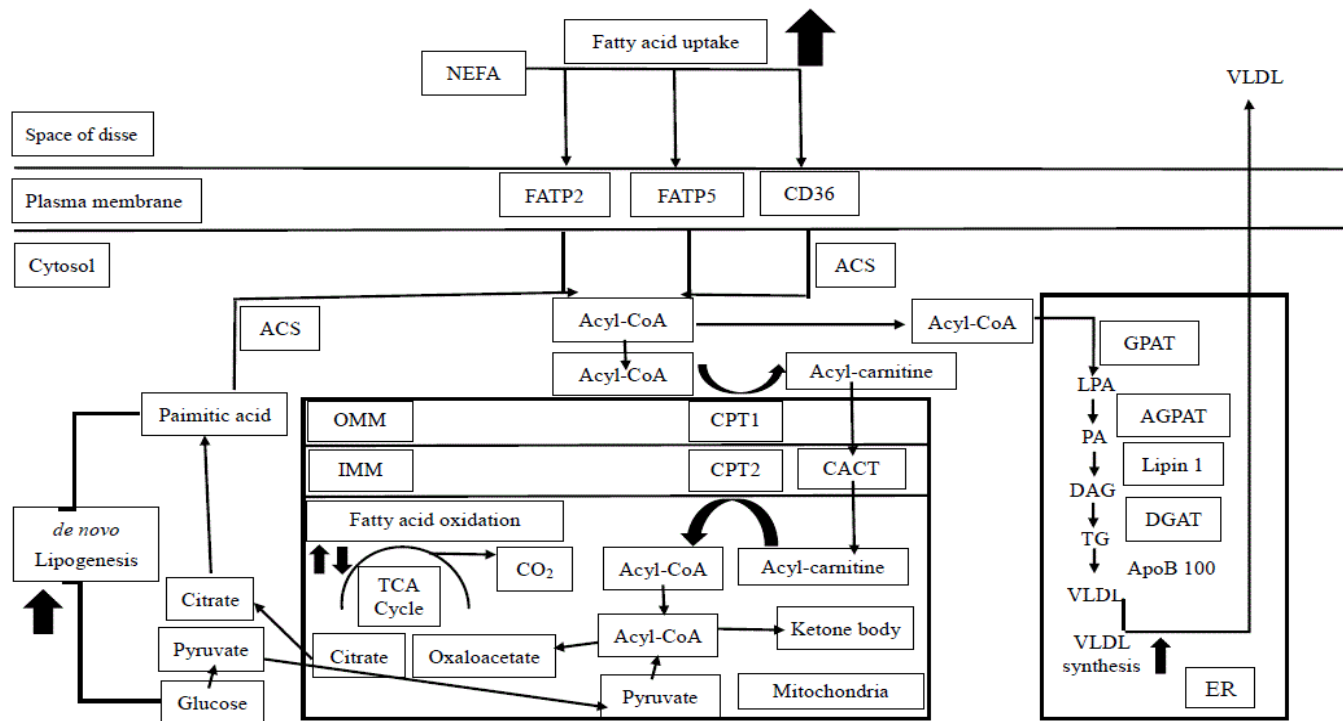 Fatty acid uptake
NEFA
VLDL
Space of disse
Plasma membrane
FATP2
FATP5
CD36
Cytosol
ACS
ACS
Acyl-CoA
Acyl-CoA
GPAT
Acyl-CoA
Acyl-carnitine
LPA
Paimitic acid
OMM
CPT1
AGPAT
PA
IMM
CPT2
CACT
Lipin 1
DAG
Fatty acid oxidation
DGAT
TG
de novo
Lipogenesis
CO2
Acyl-CoA
Acyl-carnitine
ApoB 100
TCA
Cycle
Citrate
VLDL
Acyl-CoA
Ketone body
Pyruvate
Citrate
Oxaloacetate
VLDL
synthesis
Glucose
Pyruvate
Mitochondria
ER